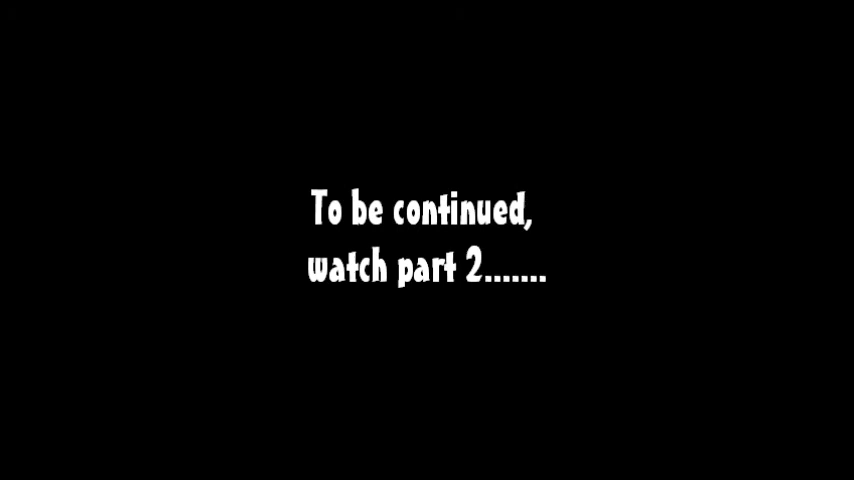 To be continued,
watch part 2.......